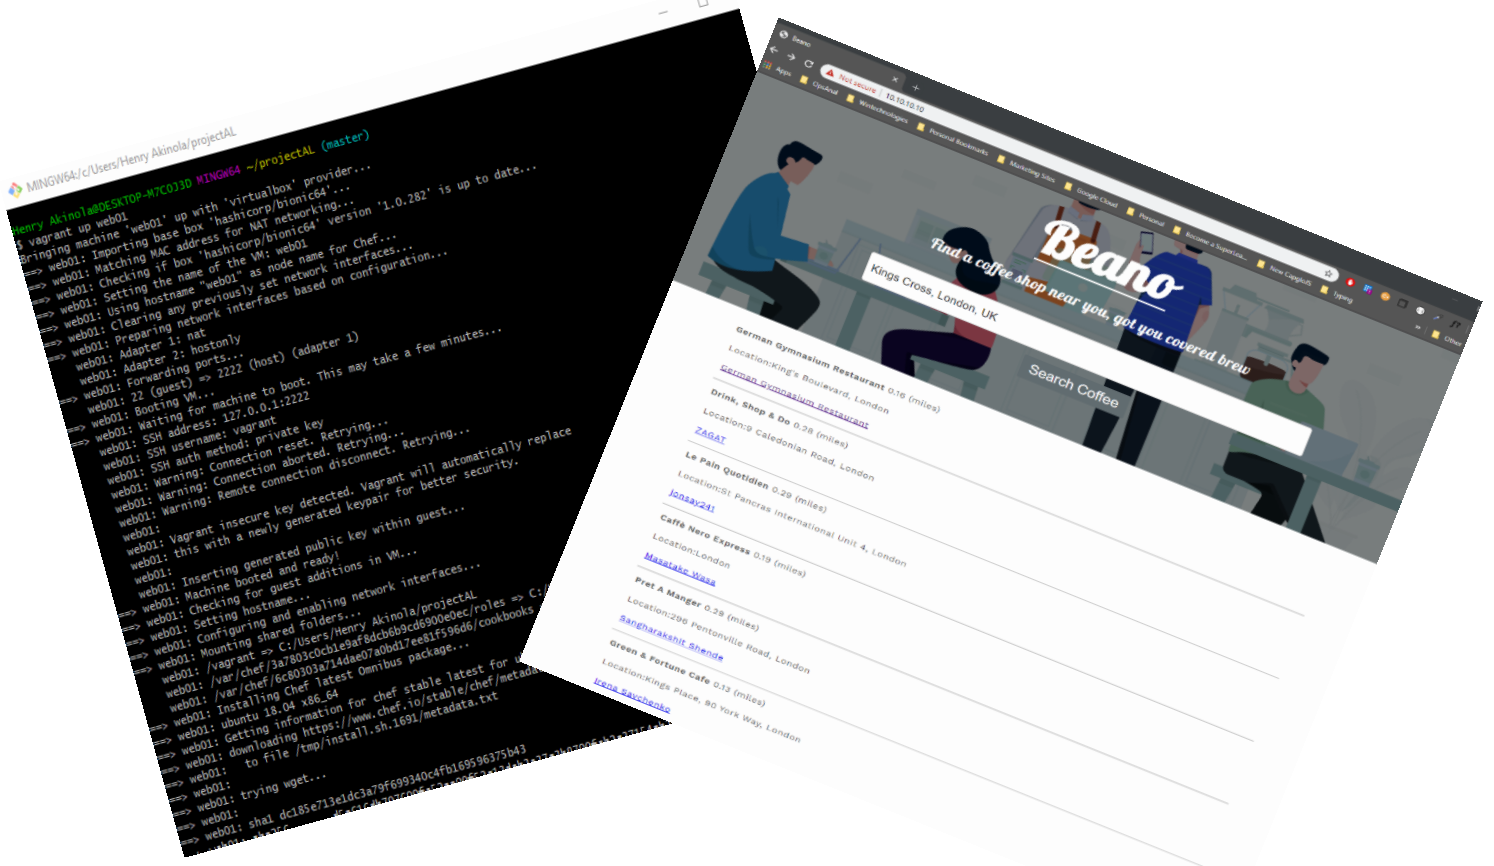 MINGW64:/c/Users/Henry Akinola/projectAL
Henry Akinola@DESKTOP-M7COJ3D MINGW64 ~/projectAL (master)
$ vagrant up web01
Bringing machine 'web01' up with 'virtualbox' provider...
==> web01: Importing base box 'hashicorp/bionic64'...
==> web01: Matching MAC address for NAT networking...
==> web01: Checking if box 'hashicorp/bionic64' version '1.0.282' is up to date...
==> web01: Setting the name of the VM: web01
==> web01: Using hostname "web01" as node name for Chef...
==> web01: Clearing any previously set network interfaces...
==> web01: Preparing network interfaces based on configuration...
web01: Adapter 1: nat
web01: Adapter 2: hostonly
==> web01: Forwarding ports...
web01: 22 (guest) => 2222 (host) (adapter 1)
==> web01: Booting VM...
==> web01: Waiting for machine to boot. This may take a few minutes...
web01: SSH address: 127.0.0.1:2222
web01: SSH username: vagrant
web01: SSH auth method: private key
web01: Warning: Connection reset. Retrying...
web01: Warning: Connection aborted. Retrying...
web01: Warning: Remote connection disconnect. Retrying...
web01:
web01: Vagrant insecure key detected. Vagrant will automatically replace
web01: this with a newly generated keypair for better security.
web01:
web01: Inserting generated public key within guest...
==> web01: Machine booted and ready!
==> web01: Checking for guest additions in VM...
==> web01: Setting hostname...
==> web01: Configuring and enabling network interfaces...
==> web01: Mounting shared folders...
web01: /vagrant => C:/Users/Henry Akinola/projectAL
web01: /var/chef/3a7803c0cb1e9af8dcb6b9cd6900e0ec/roles => C:/
web01: /var/chef/6c80303a714dae07a0bd17ee81f596d6/cookbooks
==> web01: Installing Chef latest Omnibus package...
==> web01: ubuntu 18.04 x86_64
==> web01: Getting information for chef stable latest for
==> web01: downloading https://www.chef.io/stable/chef/metada
==> web01: to file /tmp/install.sh.1691/metadata.txt
==> web01:
==> web01: trying wget...
==> web01:
==> web01: sha1 dc185e713e1dc3a79f699340c4fb169596375b43
Beano
Not secure 10.10.10.10
Apps OpsAnal Wintechnologies Personal Bookmarks Marketing Sites Google Cloud Personal Become a Superlea... New Capglots Typing Other
Beano
Find a coffee shop near you, got you covered brew
Kings Cross, London, UK
Search Coffee
German Gymnasium Restaurant 0.16 (miles)
Location:King's Boulevard, London
German Gymnasium Restaurant
Drink, Shop & Do 0.28 (miles)
Location:9 Caledonian Road, London
ZAGAT
Le Pain Quotidien 0.29 (miles)
Location:St Pancras International Unit 4, London
jonsay241
Caffè Nero Express 0.19 (miles)
Location:London
Masatake Wasa
Pret A Manger 0.28 (miles)
Location:296 Pentonville Road, London
Sangharakshit Shende
Green & Fortune Cafe 0.13 (miles)
Location:Kings Place, 90 York Way, London
Irena Savchenko